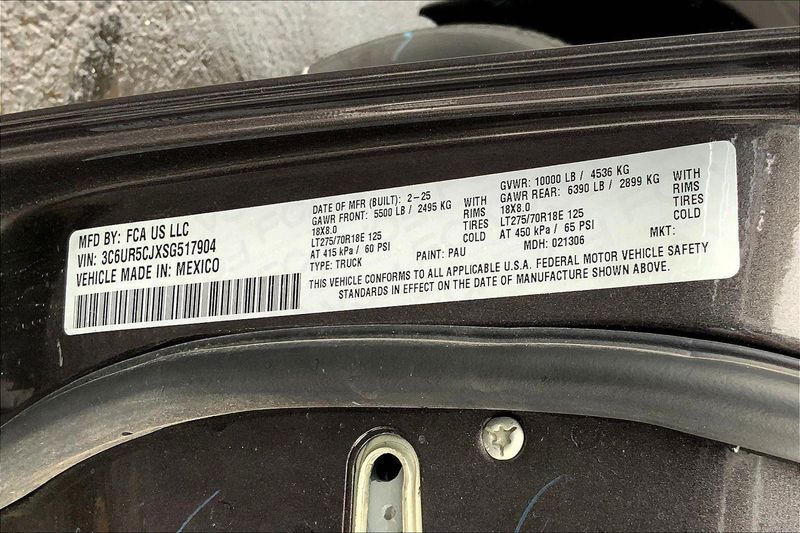 MFD BY: FCA US LLC
VIN: 3C6UR5CJXSG517904
VEHICLE MADE IN: MEXICO
DATE OF MFR (BUILT): 2-25
GAWR FRONT: 5500 LB / 2495 KG WITH
18X8.0 RIMS
LT275/70R18E 125 TIRES
AT 415 kPa / 60 PSI COLD
TYPE: TRUCK PAINT: PAU
GVWR: 10000 LB / 4536 KG
GAWR REAR: 6390 LB / 2899 KG WITH
18X8.0 RIMS
LT275/70R18E 125 TIRES
AT 450 kPa / 65 PSI COLD
MDH: 021306 MKT:
THIS VEHICLE CONFORMS TO ALL APPLICABLE U.S.A. FEDERAL MOTOR VEHICLE SAFETY
STANDARDS IN EFFECT ON THE DATE OF MANUFACTURE SHOWN ABOVE.